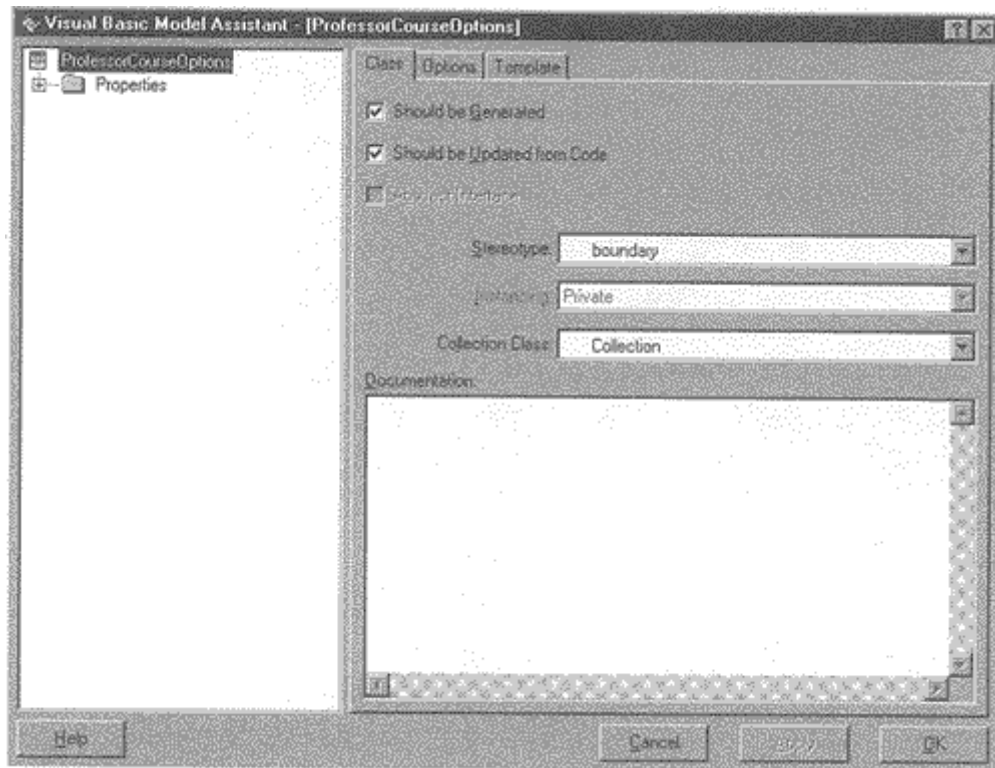 Visual Basic Model Assistant - [ProfessorCourseOptions]
ProfessorCourseOptions
Properties
Class
Options
Template
Should be Generated
Should be Updated from Code
Stereotype:
boundary
Instancing:
Private
Collection Class:
Collection
Documentation:
Help
Cancel
OK